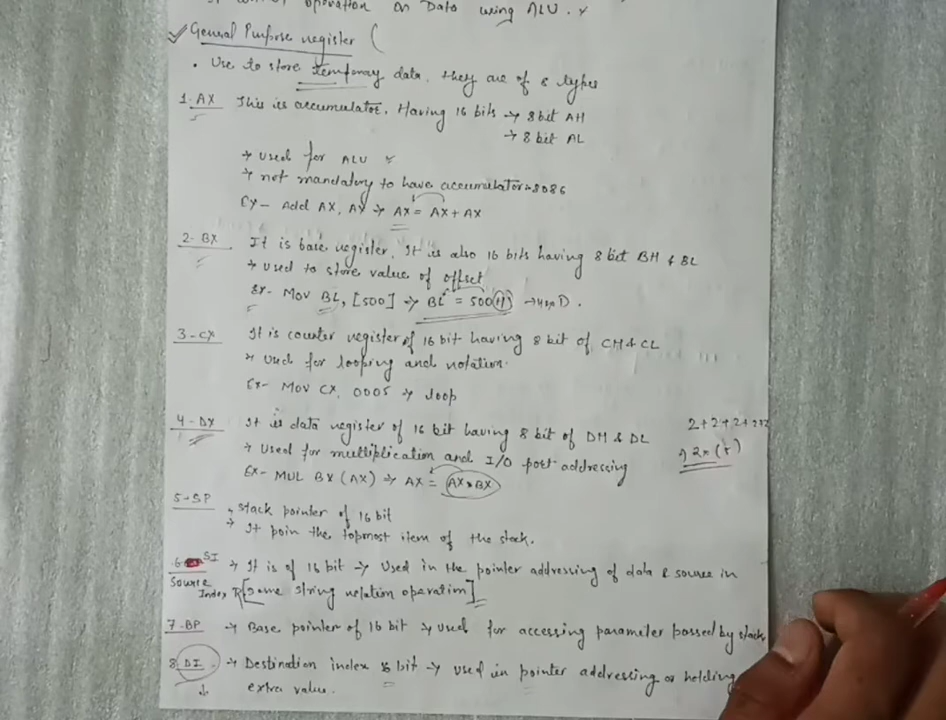 operation on Data using ALU.
General Purpose register (
• Use to store temporary data. they are of 8 types
1-AX This is accumulator. Having 16 bits → 8 bit AH
→ 8 bit AL
→ used for ALU
→ not mandatory to have accumulator in 8086
Ex- Add AX, AX → AX = AX + AX
2- BX It is base register. It is also 16 bits having 8 bit BH & BL
→ used to store value of offset
Ex- Mov BL, [500] → BL = 500(H) →
3-CX It is counter register of 16 bit having 8 bit of CH & CL
→ Used for looping and rotation.
Ex- Mov CX, 0005 → loop
4-DX It is data register of 16 bit having 8 bit of DH & DL
2+2+2+2+2
→ Used for multiplication and I/O port addressing
Ex- MUL BX (AX) → AX = AX * BX
5-SP → Stack pointer of 16 bit
→ It poin the topmost item of the stack.
6 SI → It is of 16 bit → Used in the pointer addressing of data & source in
Source Index R [some string rotation operation]
7-BP → Base pointer of 16 bit → used for accessing parameter passed by stack
8 DI → Destination index 16 bit → used in pointer addressing or holding
extra value.